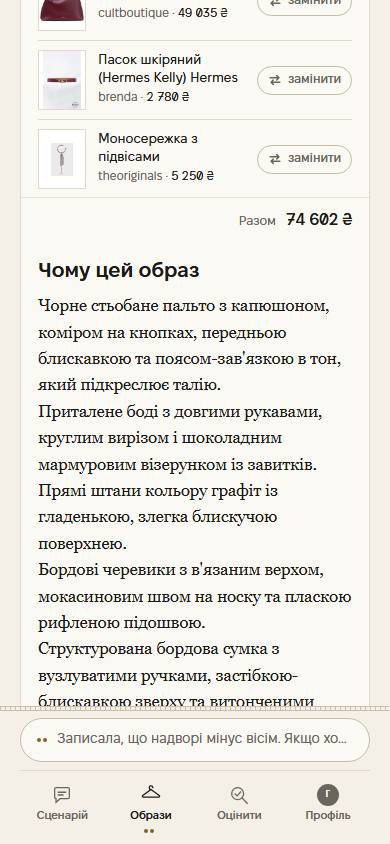 cultboutique · 49 035 ₴
замінити
Пасок шкіряний
(Hermes Kelly) Hermes
brenda · 2 780 ₴
замінити
Моносережка з
підвісами
theoriginals · 5 250 ₴
замінити
Разом 74 602 ₴
Чому цей образ
Чорне стьобане пальто з капюшоном,
коміром на кнопках, передньою
блискавкою та поясом-зав'язкою в тон,
який підкреслює талію.
Приталене боді з довгими рукавами,
круглим вирізом і шоколадним
мармуровим візерунком із завитків.
Прямі штани кольору графіт із
гладенькою, злегка блискучою
поверхнею.
Бордові черевики з в'язаним верхом,
мокасиновим швом на носку та пласкою
рифленою підошвою.
Структурована бордова сумка з
вузлуватими ручками, застібкою-
блискавкою зверху та витонченими
Записала, що надворі мінус вісім. Якщо хо...
Сценарій
Образи
Оцінити
Г
Профіль